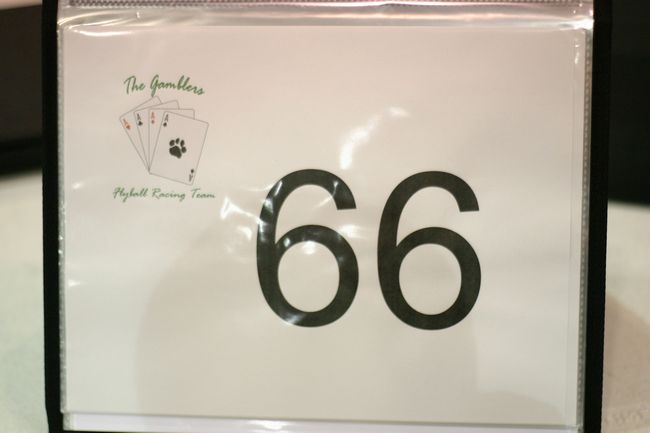 The Gamblers
A A A A
A
Flyball Racing Team
66